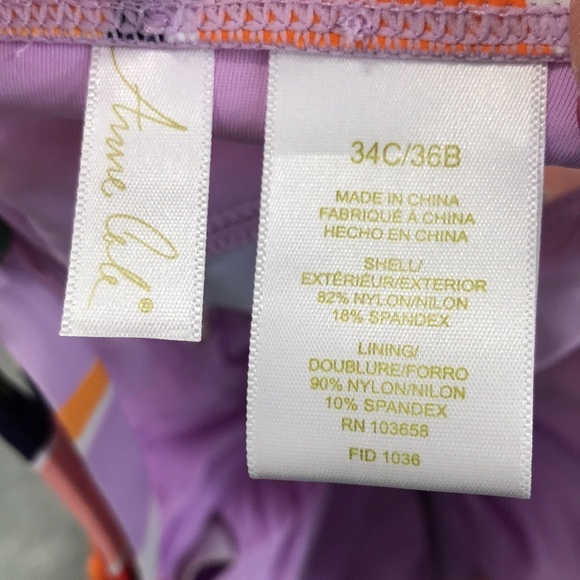 Anne Cole®
34C/36B
MADE IN CHINA
FABRIQUÉ À CHINA
HECHO EN CHINA
SHELL/
EXTÉRIEUR/EXTERIOR
82% NYLON/NILON
18% SPANDEX
LINING/
DOUBLURE/FORRO
90% NYLON/NILON
10% SPANDEX
RN 103658
FID 1036